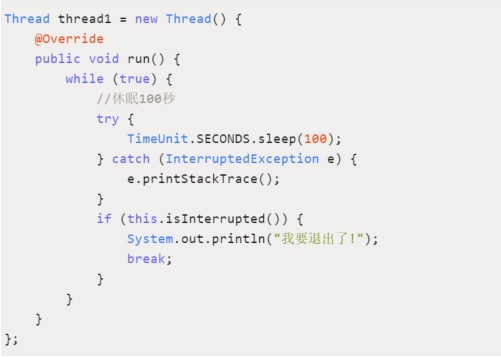 Thread thread1 = new Thread() {
    @Override
    public void run() {
        while (true) {
            //休眠100秒
            try {
                TimeUnit.SECONDS.sleep(100);
            } catch (InterruptedException e) {
                e.printStackTrace();
            }
            if (this.isInterrupted()) {
                System.out.println("我要退出了!");
                break;
            }
        }
    }
};